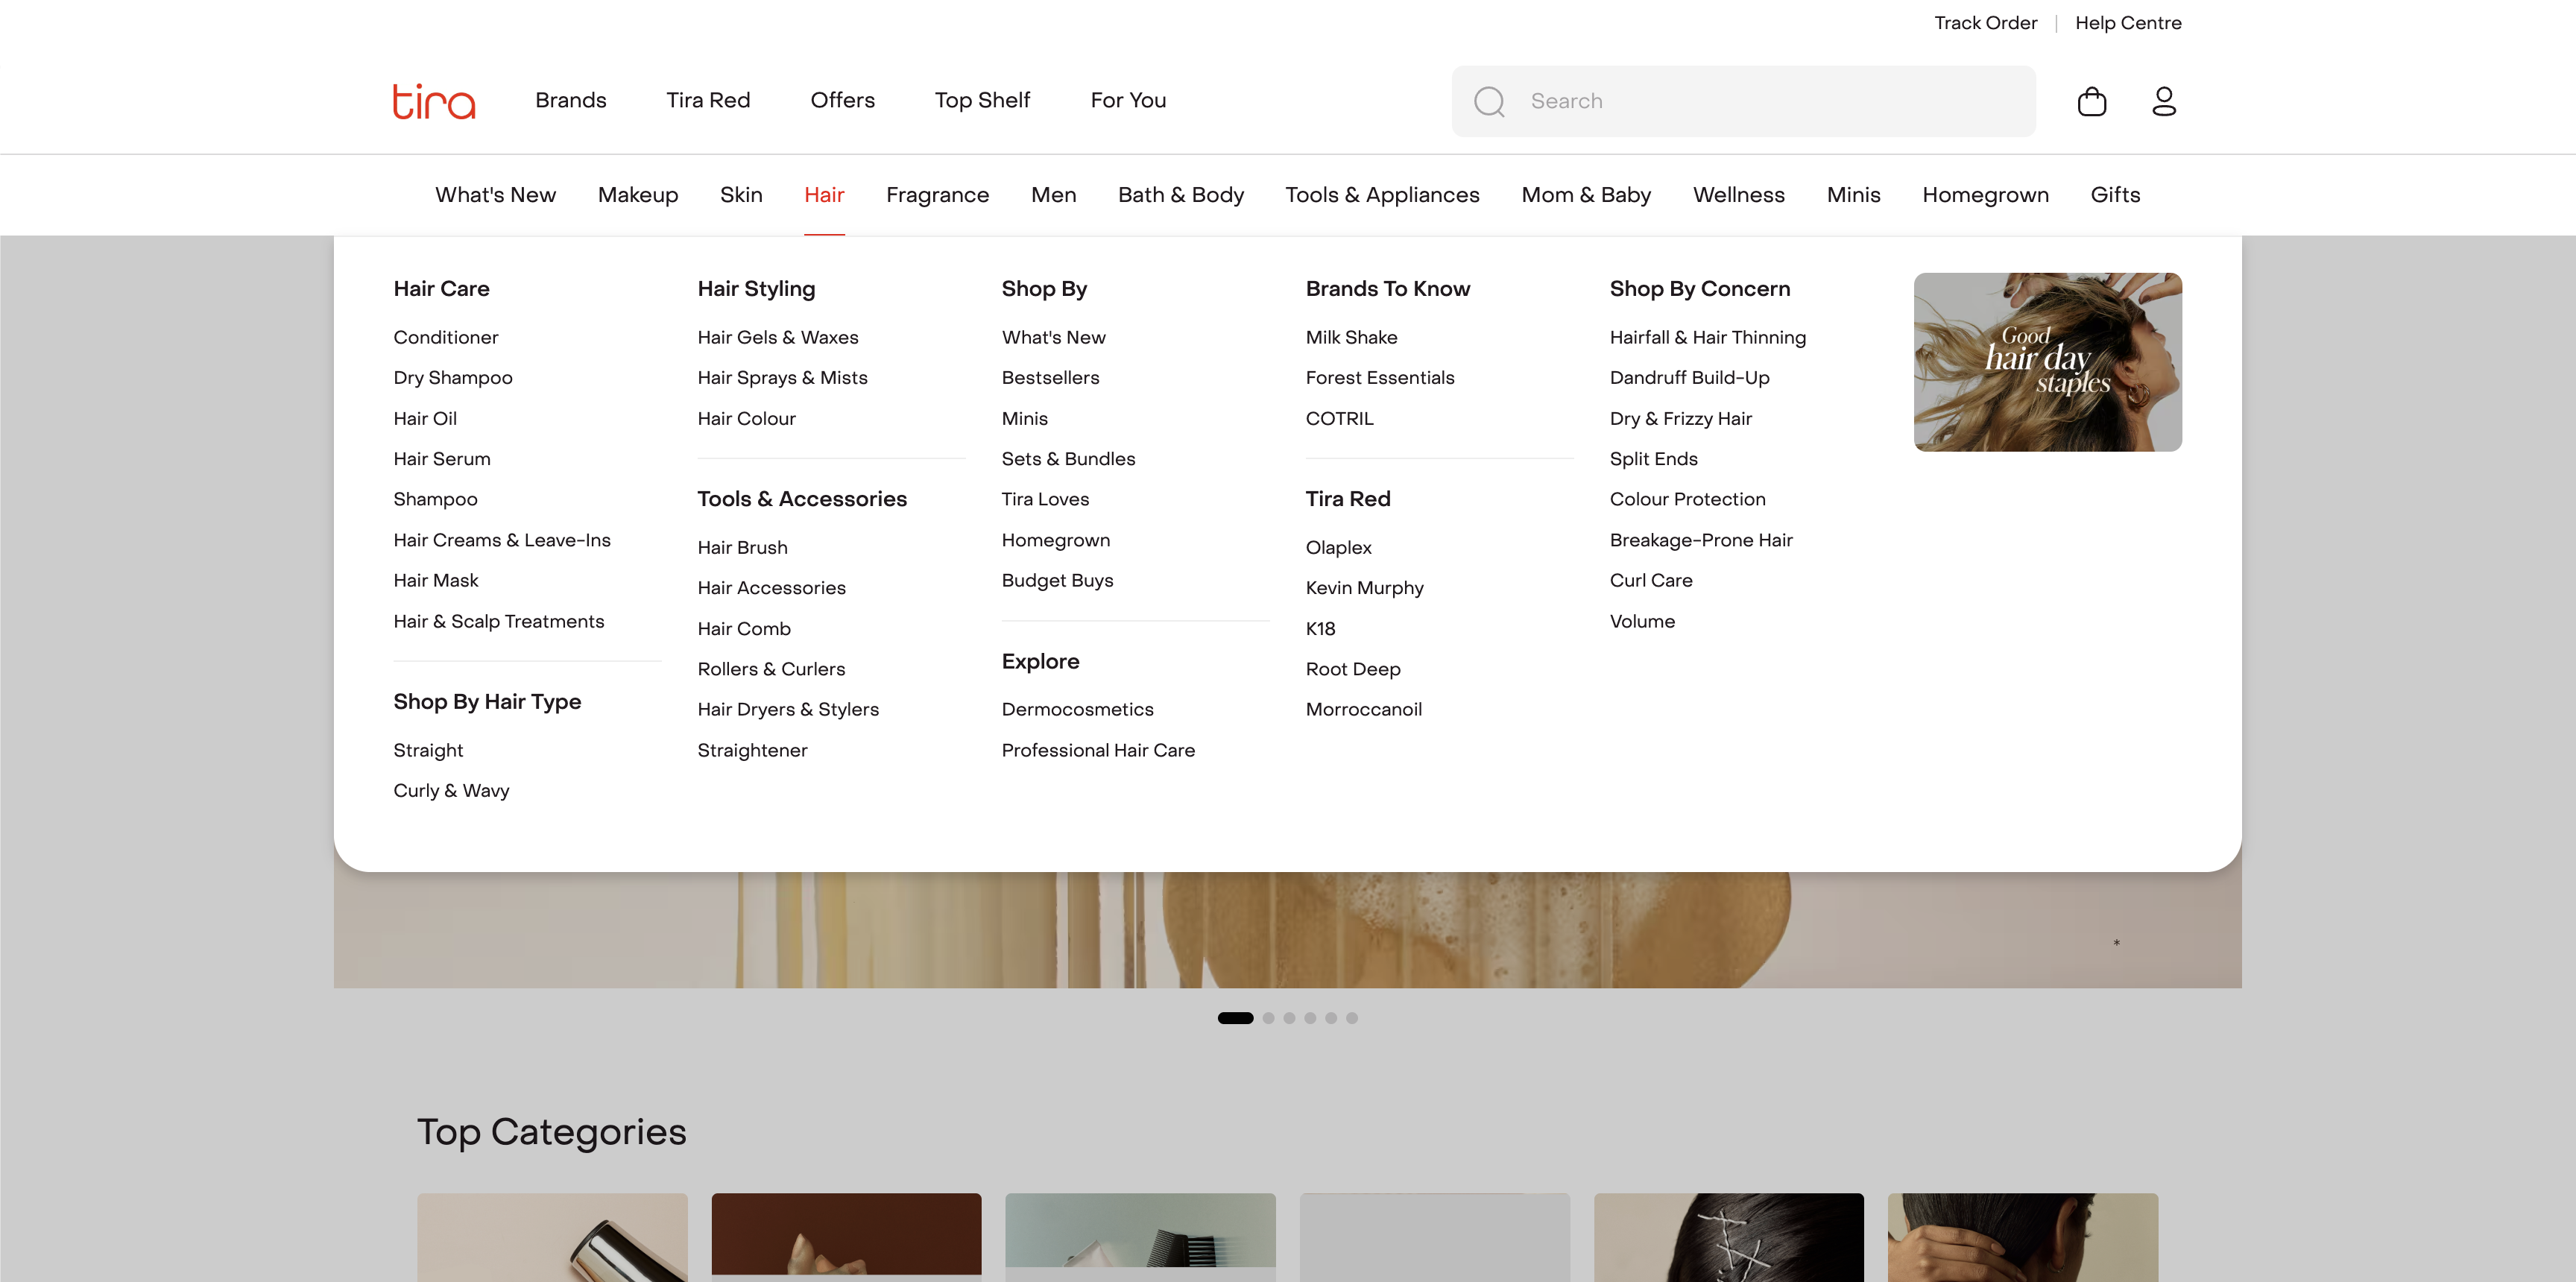 Track Order | Help Centre
tira
Brands
Tira Red
Offers
Top Shelf
For You
Search
What's New
Makeup
Skin
Hair
Fragrance
Men
Bath & Body
Tools & Appliances
Mom & Baby
Wellness
Minis
Homegrown
Gifts
Hair Care
Conditioner
Dry Shampoo
Hair Oil
Hair Serum
Shampoo
Hair Creams & Leave-Ins
Hair Mask
Hair & Scalp Treatments
Shop By Hair Type
Straight
Curly & Wavy
Hair Styling
Hair Gels & Waxes
Hair Sprays & Mists
Hair Colour
Tools & Accessories
Hair Brush
Hair Accessories
Hair Comb
Rollers & Curlers
Hair Dryers & Stylers
Straightener
Shop By
What's New
Bestsellers
Minis
Sets & Bundles
Tira Loves
Homegrown
Budget Buys
Explore
Dermocosmetics
Professional Hair Care
Brands To Know
Milk Shake
Forest Essentials
COTRIL
Tira Red
Olaplex
Kevin Murphy
K18
Root Deep
Morroccanoil
Shop By Concern
Hairfall & Hair Thinning
Dandruff Build-Up
Dry & Frizzy Hair
Split Ends
Colour Protection
Breakage-Prone Hair
Curl Care
Volume
Good
hair day
staples
*
Top Categories